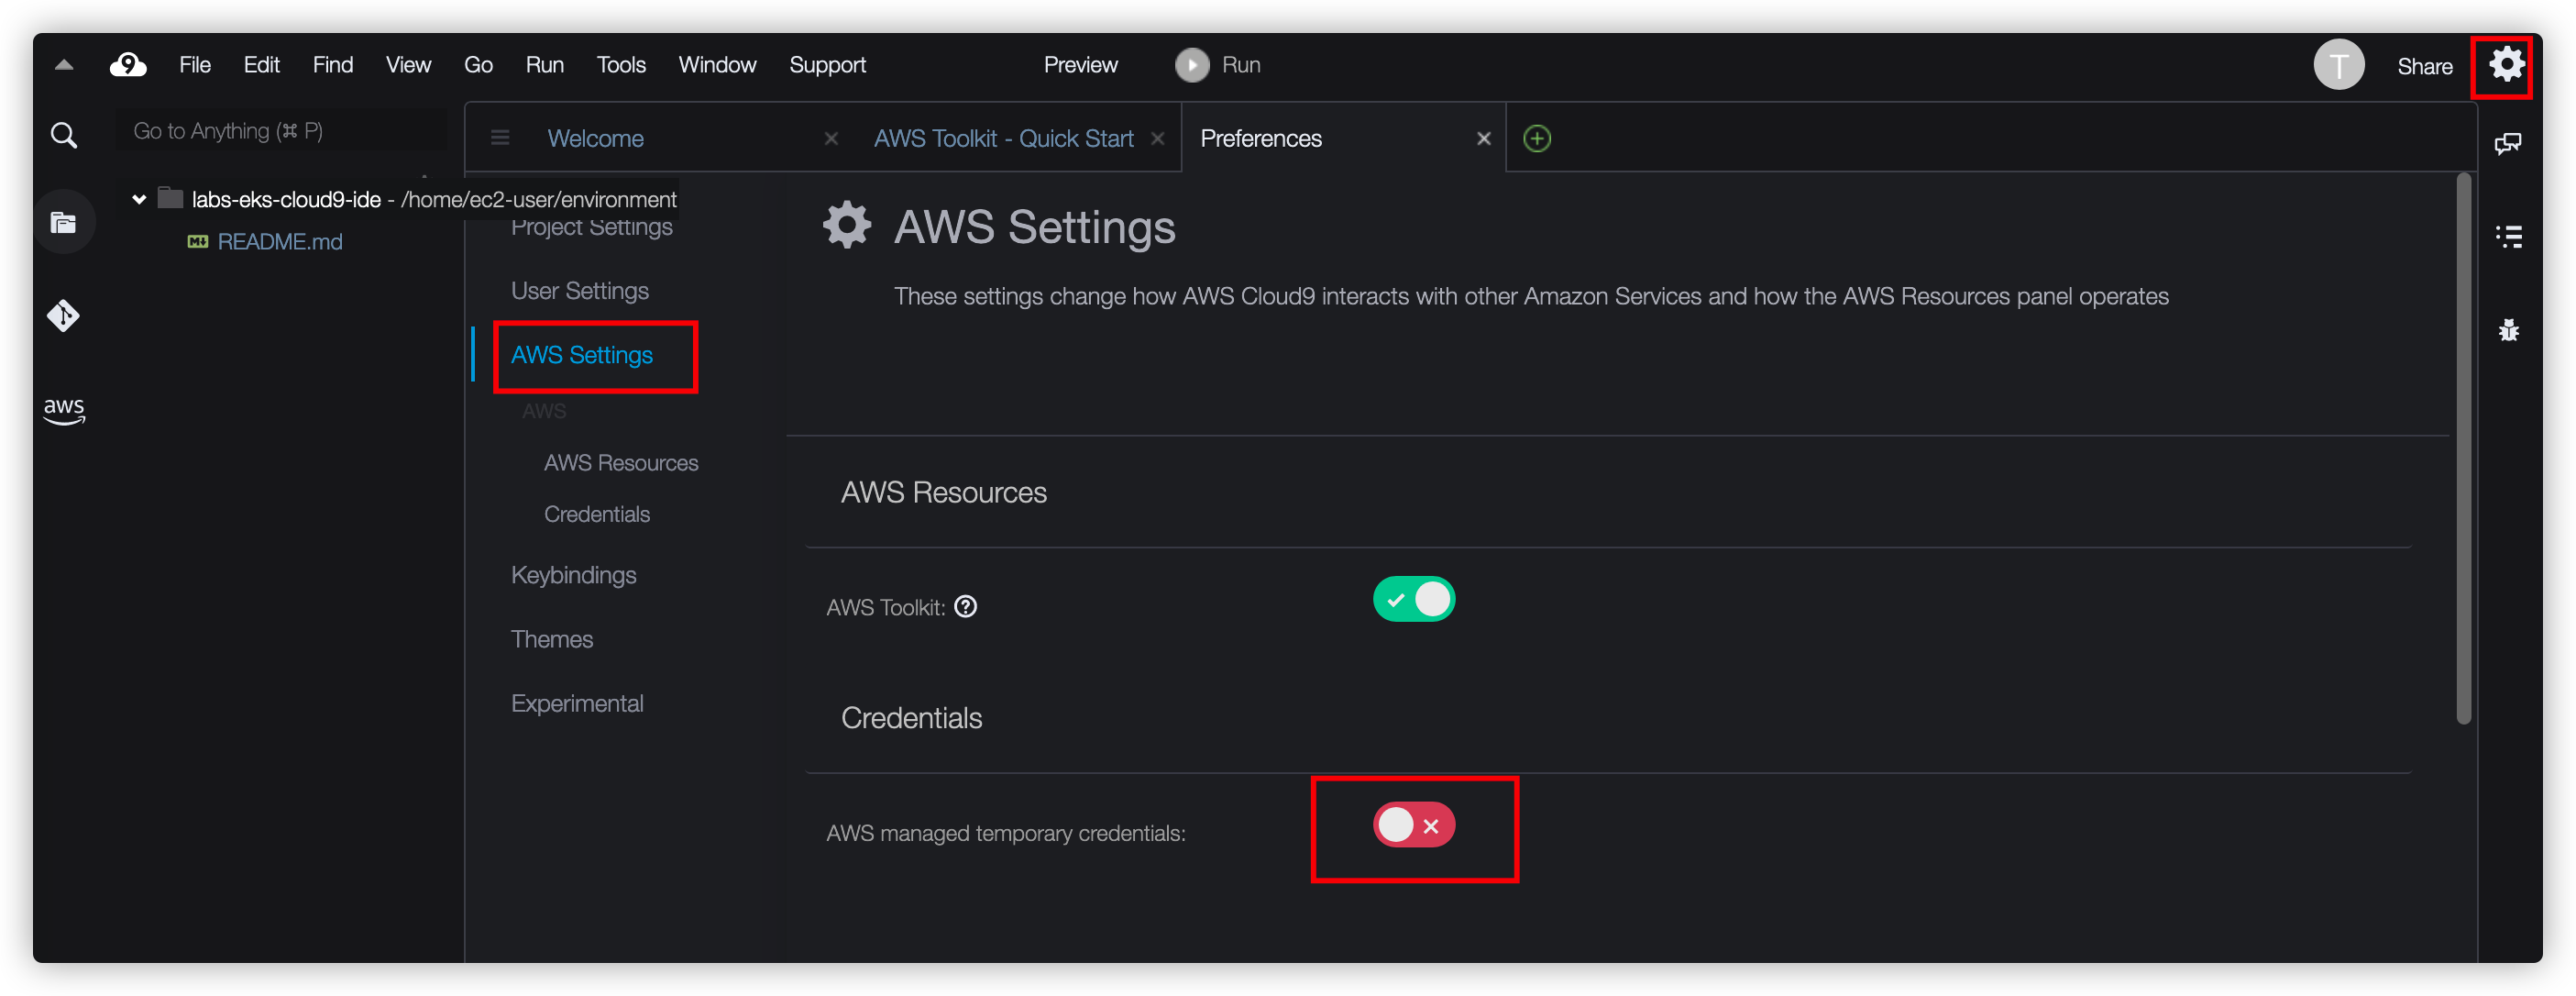 9 File Edit Find View Go Run Tools Window Support Preview Run T Share
Go to Anything (⌘ P)
Welcome AWS Toolkit - Quick Start Preferences
labs-eks-cloud9-ide - /home/ec2-user/environment
README.md
aws
Project Settings
User Settings
AWS Settings
AWS
AWS Resources
Credentials
Keybindings
Themes
Experimental
AWS Settings
These settings change how AWS Cloud9 interacts with other Amazon Services and how the AWS Resources panel operates
AWS Resources
AWS Toolkit: ?
Credentials
AWS managed temporary credentials: